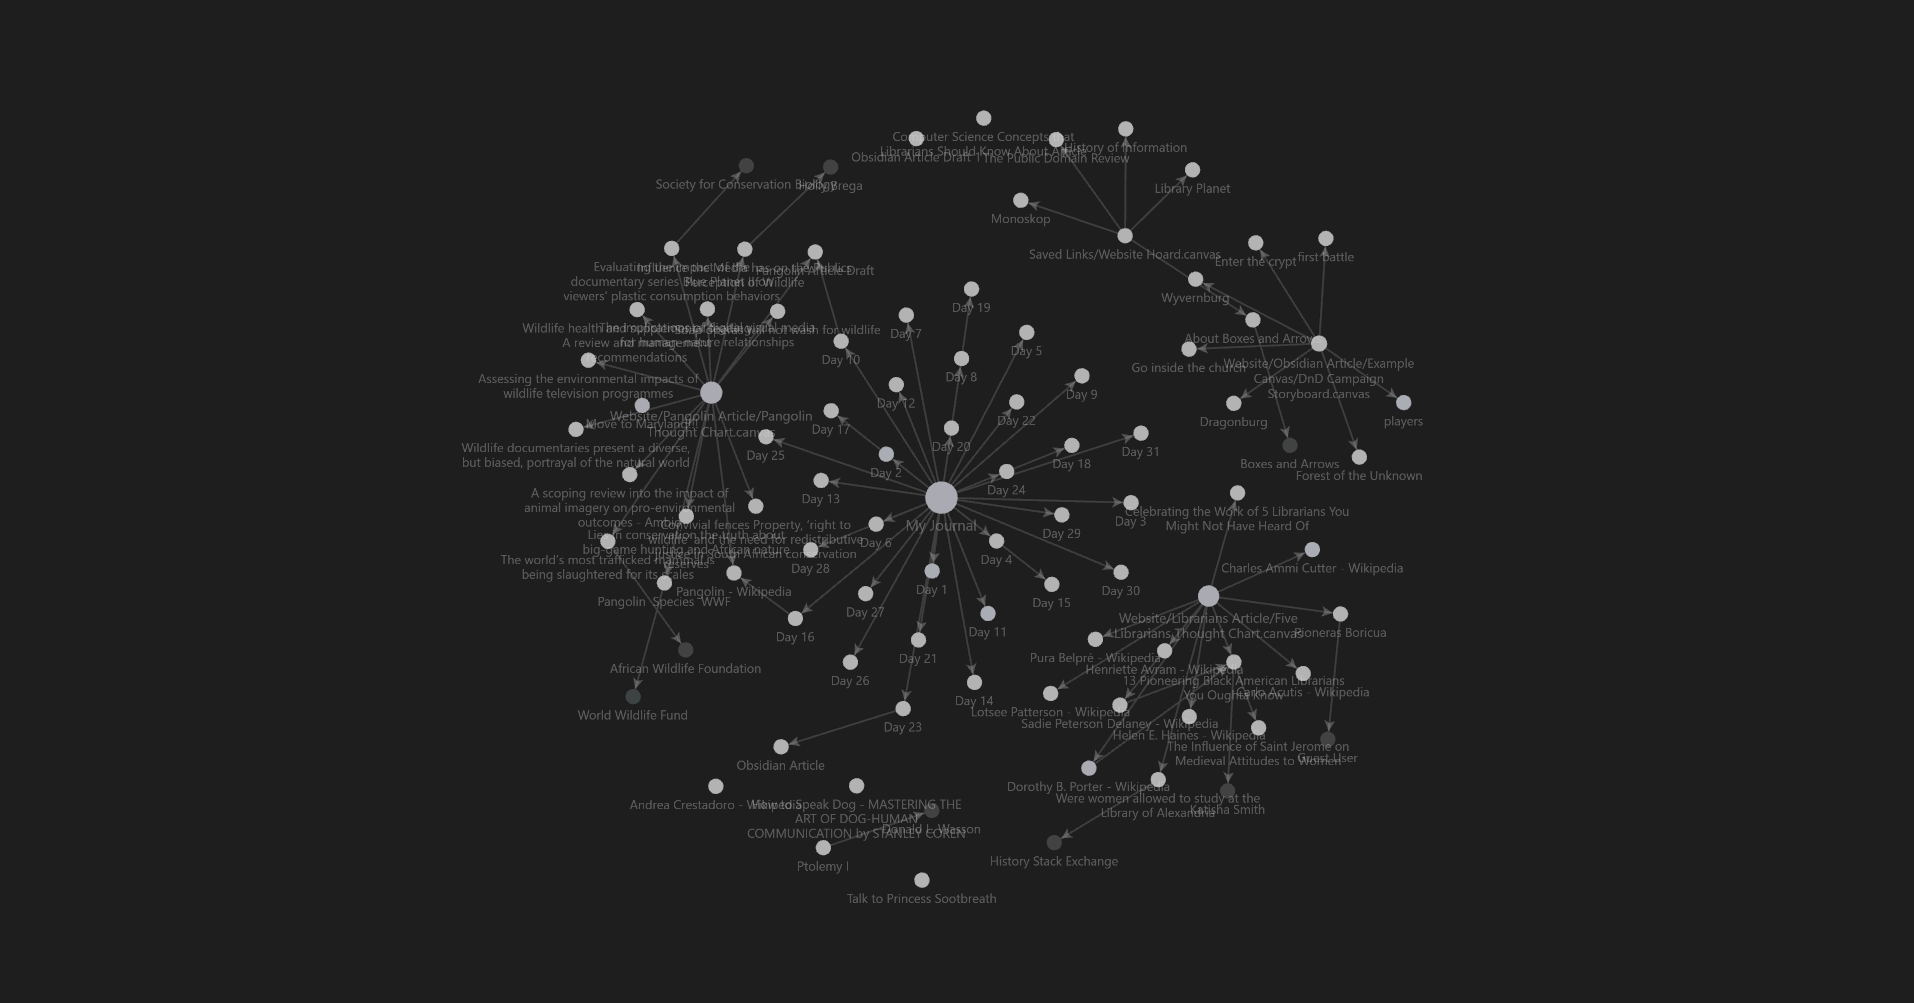 Computer Science Concepts that
Librarians Should Know About Article
Obsidian Article Draft 1
The Public Domain Review
History of Information
Library Planet
Monoskop
Society for Conservation Biology
Holly Brega
Saved Links/Website Hoard.canvas
Enter the crypt
first battle
Evaluating the impact of the
documentary series Blue Planet II on
viewers' plastic consumption behaviors
Influence the Media has on the Publics
Perception of Wildlife
Pangolin Article Draft
Wyvernburg
Day 19
Wildlife health and
A review and management
recommendations
The implications of digital visual media
for human-nature relationships
will not wash for wildlife
Day 7
Day 5
About Boxes and Arrows
Day 10
Day 8
Go inside the church
Website/Obsidian Article/Example
Canvas/DnD Campaign
Storyboard.canvas
Assessing the environmental impacts of
wildlife television programmes
Day 9
Day 12
Website/Pangolin Article/Pangolin
Thought Chart.canvas
Move to Maryland!!
Day 17
Day 22
Dragonburg
players
Wildlife documentaries present a diverse,
but biased, portrayal of the natural world
Day 25
Day 20
Day 18
Day 31
Boxes and Arrows
Forest of the Unknown
Day 2
Day 24
A scoping review into the impact of
animal imagery on pro-environmental
outcomes - Ambio
Day 13
Convivial fences Property, 'right to
wildlife' and the need for redistributive
justice in South African conservation
Lies in conservation the truth about
big-game hunting and African nature
reserves
My Journal
Day 3
Celebrating the Work of 5 Librarians You
Might Not Have Heard Of
Day 29
Day 6
The world's most trafficked mammal is
being slaughtered for its scales
Day 28
Day 4
Charles Ammi Cutter - Wikipedia
Pangolin - Wikipedia
Pangolin Species WWF
Day 1
Day 30
Day 15
Day 27
Website/Librarians Article/Five
Librarians Thought Chart.canvas
Pioneras Boricua
Day 16
Day 11
Day 21
Pura Belpré - Wikipedia
African Wildlife Foundation
Henriette Avram - Wikipedia
Day 26
13 Pioneering Black American Librarians
You Oughta Know
Carlo Acutis - Wikipedia
Day 14
World Wildlife Fund
Lotsee Patterson - Wikipedia
Day 23
Sadie Peterson Delaney - Wikipedia
Helen E. Haines - Wikipedia
The Influence of Saint Jerome on
Medieval Attitudes to Women
Guest User
Obsidian Article
Dorothy B. Porter - Wikipedia
Were women allowed to study at the
Library of Alexandria
Katisha Smith
Andrea Crestadoro - Wikipedia
How to Speak Dog - MASTERING THE
ART OF DOG-HUMAN
COMMUNICATION by STANLEY COREN
Donald L. Wasson
History Stack Exchange
Ptolemy I
Talk to Princess Sootbreath